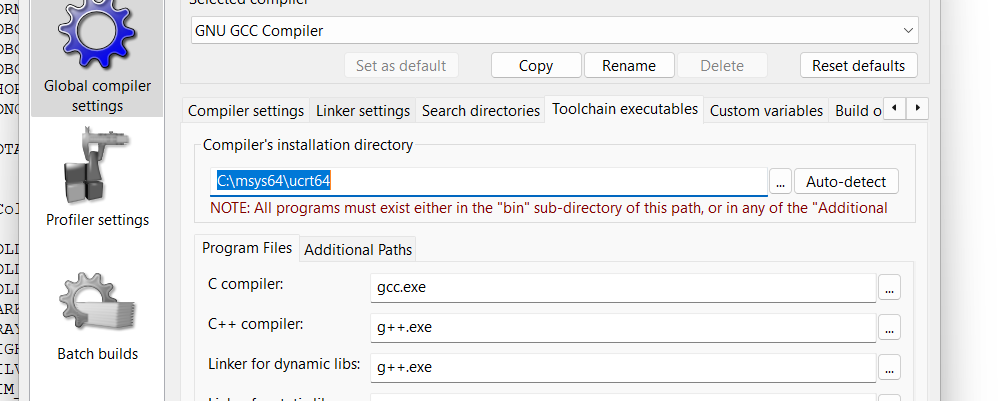 Selected compiler
GNU GCC Compiler
Set as default
Copy
Rename
Delete
Reset defaults
Global compiler
settings
Profiler settings
Batch builds
Compiler settings
Linker settings
Search directories
Toolchain executables
Custom variables
Build o
Compiler's installation directory
C:\msys64\ucrt64
...
Auto-detect
NOTE: All programs must exist either in the "bin" sub-directory of this path, or in any of the "Additional
Program Files
Additional Paths
C compiler:
gcc.exe
...
C++ compiler:
g++.exe
...
Linker for dynamic libs:
g++.exe
...